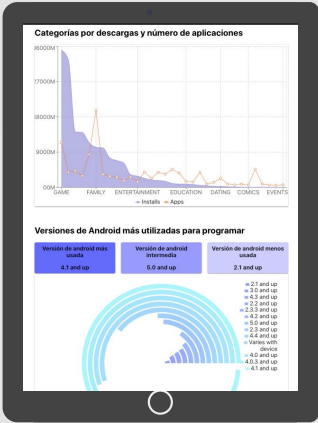 Categorías por descargas y número de aplicaciones
36000M
27000M
18000M
9000M
00M
GAME FAMILY ENTERTAINMENT EDUCATION DATING COMICS EVENTS
Installs Apps
Versiones de Android más utilizadas para programar
Versión de android más usada
4.1 and up
Versión de android intermedia
5.0 and up
Versión de android menos usada
2.1 and up
2.1 and up
3.0 and up
4.3 and up
2.2 and up
2.3.3 and up
4.2 and up
5.0 and up
2.3 and up
4.4 and up
Varies with
device
4.0 and up
4.0.3 and up
4.1 and up